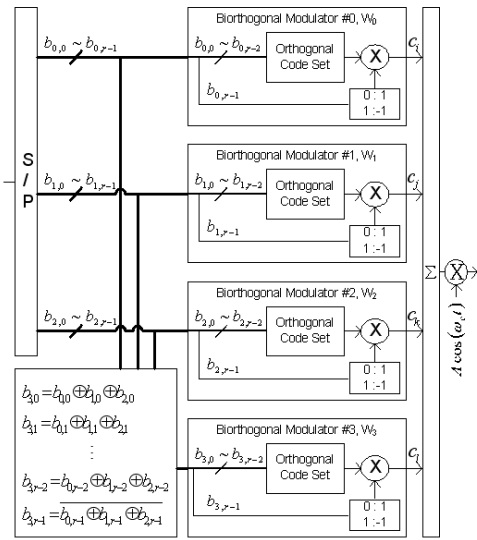 Biorthogonal Modulator #0, W₀
b₀,₀ ~ b₀,ᵣ₋₁
b₀,₀ ~ b₀,ᵣ₋₂
Orthogonal
Code Set
X
cᵢ
b₀,ᵣ₋₁
0 : 1
1 : -1
S
/
P
Biorthogonal Modulator #1, W₁
b₁,₀ ~ b₁,ᵣ₋₁
b₁,₀ ~ b₁,ᵣ₋₂
Orthogonal
Code Set
X
cⱼ
b₁,ᵣ₋₁
0 : 1
1 : -1
Σ
X
A cos(ω_c t)
Biorthogonal Modulator #2, W₂
b₂,₀ ~ b₂,ᵣ₋₁
b₂,₀ ~ b₂,ᵣ₋₂
Orthogonal
Code Set
X
cₖ
b₂,ᵣ₋₁
0 : 1
1 : -1
b₃,₀ = b₀,₀ ⊕ b₁,₀ ⊕ b₂,₀
b₃,₁ = b₀,₁ ⊕ b₁,₁ ⊕ b₂,₁
⋮
b₃,ᵣ₋₂ = b₀,ᵣ₋₂ ⊕ b₁,ᵣ₋₂ ⊕ b₂,ᵣ₋₂
b₃,ᵣ₋₁ = \overline{b₀,ᵣ₋₁ ⊕ b₁,ᵣ₋₁ ⊕ b₂,ᵣ₋₁}
Biorthogonal Modulator #3, W₃
b₃,₀ ~ b₃,ᵣ₋₂
Orthogonal
Code Set
X
cₗ
b₃,ᵣ₋₁
0 : 1
1 : -1